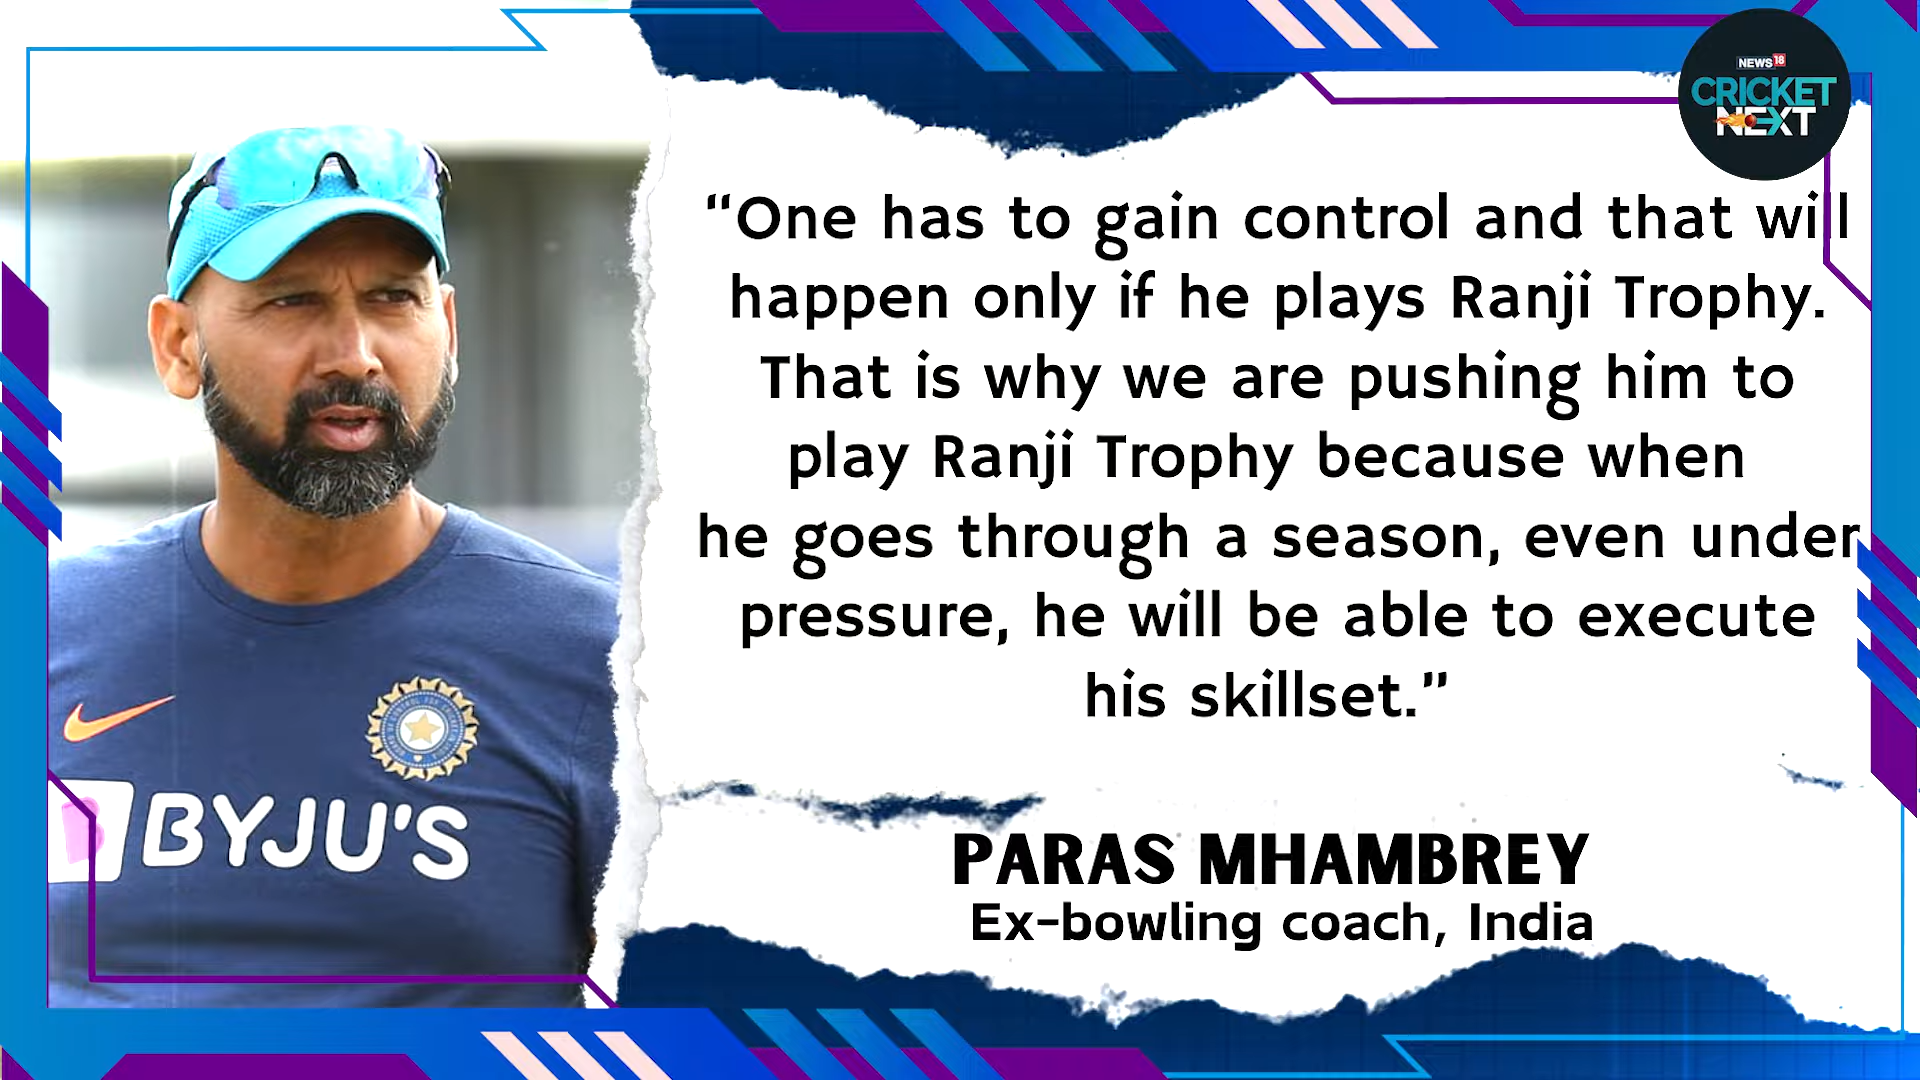 NEWS18
CRICKET
NEXT
“One has to gain control and that will
happen only if he plays Ranji Trophy.
That is why we are pushing him to
play Ranji Trophy because when
he goes through a season, even under
pressure, he will be able to execute
his skillset.”
BYJU'S
PARAS MHAMBREY
Ex-bowling coach, India